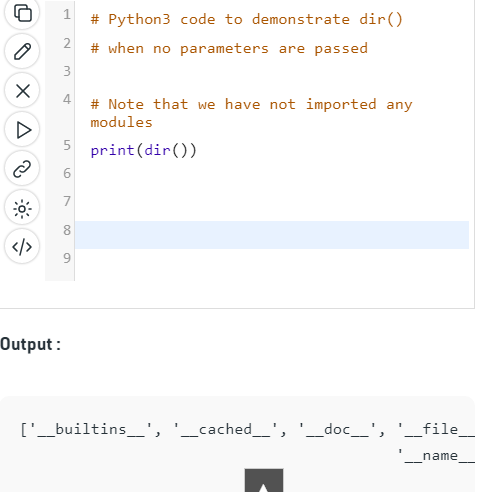 1 # Python3 code to demonstrate dir()
2 # when no parameters are passed
3
4 # Note that we have not imported any
modules
5 print(dir())
6
7
8
9
Output :
['__builtins__', '__cached__', '__doc__', '__file__
'__name__